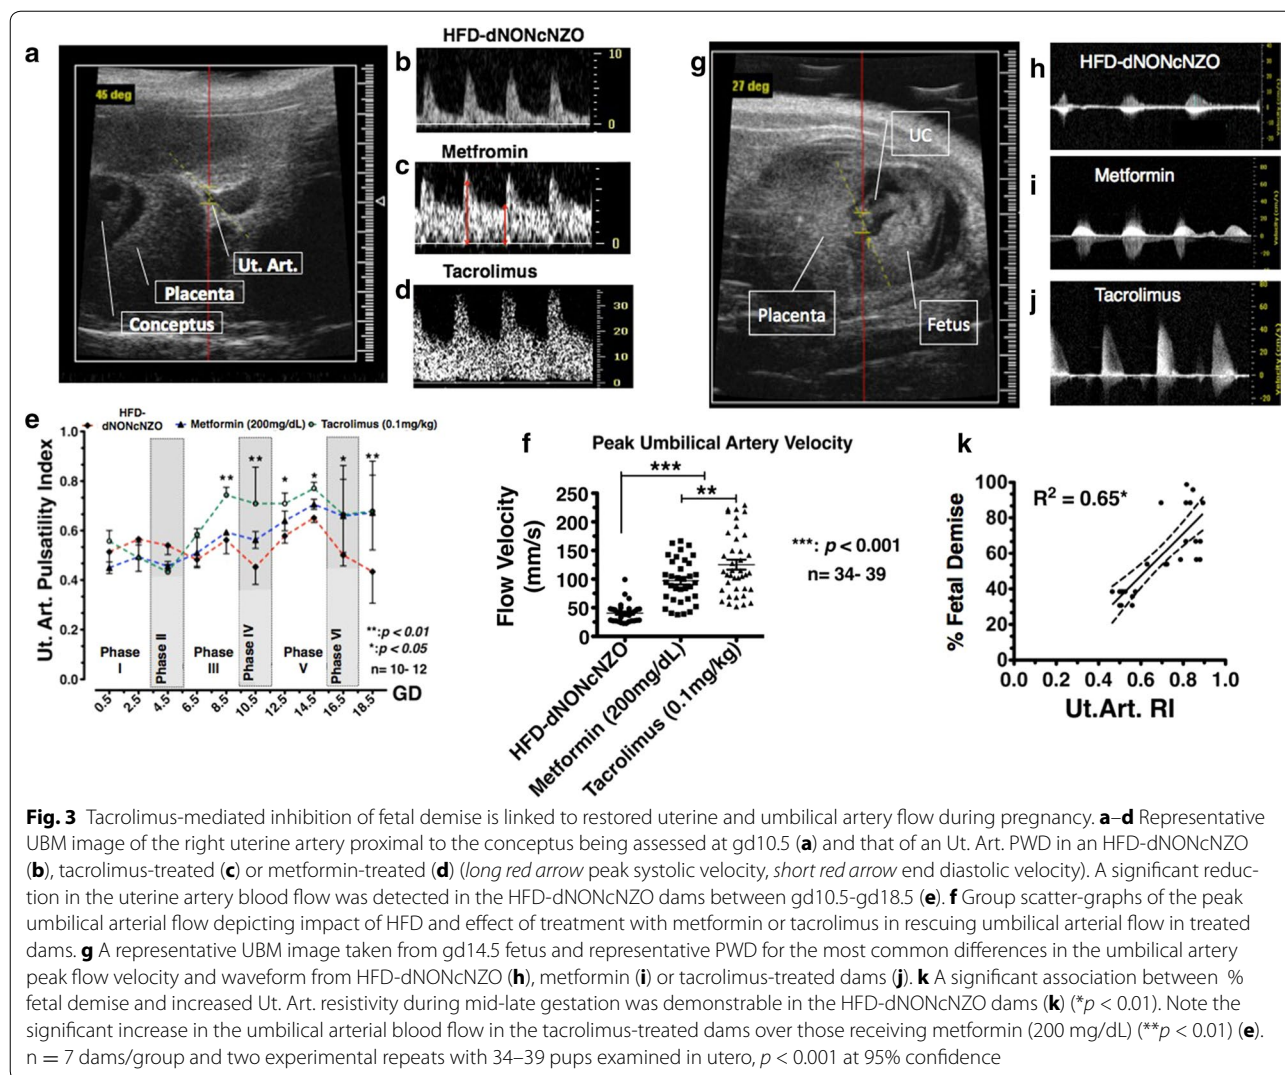 a
45 deg
Ut. Art.
Placenta
Conceptus
HFD-dNONcNZO
b
10
0
Metfromin
c
0
Tacrolimus
d
30
20
10
0
g
27 deg
UC
Placenta
Fetus
h
HFD-dNONcNZO
i
Metformin
j
Tacrolimus
e
HFD-
dNONcNZO
Metformin (200mg/dL)
Tacrolimus (0.1mg/kg)
Ut. Art. Pulsatility Index
1.0
0.8
0.6
0.4
0.2
0.0
** ** * * * **
Phase I
Phase II
Phase III
Phase IV
Phase V
Phase VI
**:p < 0.01
*:p < 0.05
n= 10- 12
0.5 2.5 4.5 6.5 8.5 10.5 12.5 14.5 16.5 18.5
GD
f
Peak Umbilical Artery Velocity
***
**
Flow Velocity
(mm/s)
250
200
150
100
50
0
***: p < 0.001
n= 34- 39
HFD-dNONcNZO
Metformin (200mg/dL)
Tacrolimus (0.1mg/kg)
k
R2 = 0.65*
% Fetal Demise
100
80
60
40
20
0
0.0 0.2 0.4 0.6 0.8 1.0
Ut.Art. RI
Fig. 3 Tacrolimus-mediated inhibition of fetal demise is linked to restored uterine and umbilical artery flow during pregnancy. a–d Representative
UBM image of the right uterine artery proximal to the conceptus being assessed at gd10.5 (a) and that of an Ut. Art. PWD in an HFD-dNONcNZO
(b), tacrolimus-treated (c) or metformin-treated (d) (long red arrow peak systolic velocity, short red arrow end diastolic velocity). A significant reduc-
tion in the uterine artery blood flow was detected in the HFD-dNONcNZO dams between gd10.5-gd18.5 (e). f Group scatter-graphs of the peak
umbilical arterial flow depicting impact of HFD and effect of treatment with metformin or tacrolimus in rescuing umbilical arterial flow in treated
dams. g A representative UBM image taken from gd14.5 fetus and representative PWD for the most common differences in the umbilical artery
peak flow velocity and waveform from HFD-dNONcNZO (h), metformin (i) or tacrolimus-treated dams (j). k A significant association between %
fetal demise and increased Ut. Art. resistivity during mid-late gestation was demonstrable in the HFD-dNONcNZO dams (k) (*p < 0.01). Note the
significant increase in the umbilical arterial blood flow in the tacrolimus-treated dams over those receiving metformin (200 mg/dL) (**p < 0.01) (e).
n = 7 dams/group and two experimental repeats with 34–39 pups examined in utero, p < 0.001 at 95% confidence